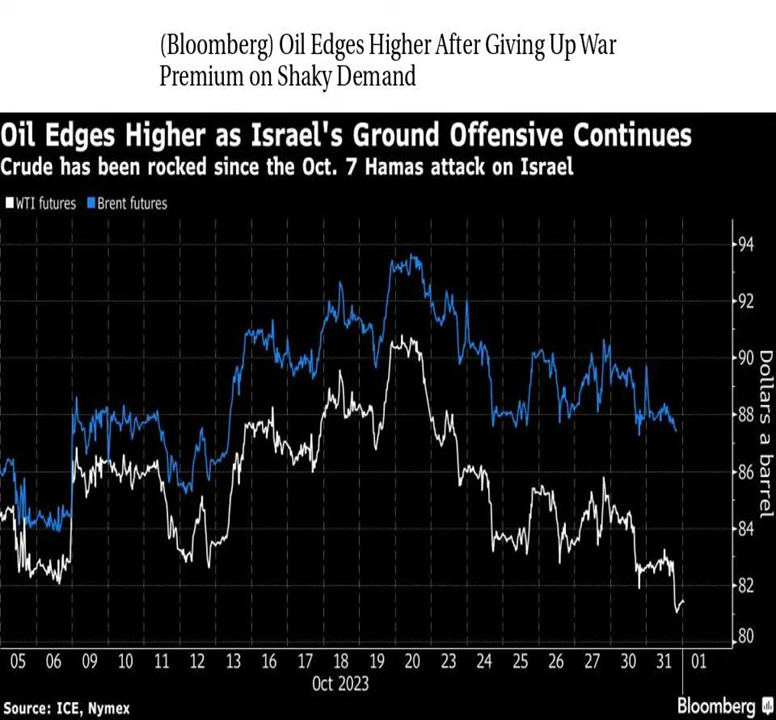 (Bloomberg) Oil Edges Higher After Giving Up War
Premium on Shaky Demand
Oil Edges Higher as Israel's Ground Offensive Continues
Crude has been rocked since the Oct. 7 Hamas attack on Israel
WTI futures Brent futures
94
92
90
88
86
84
82
80
Dollars a barrel
05 06 09 10 11 12 13 16 17 18 19 20 23 24 25 26 27 30 31 01
Oct 2023
Source: ICE, Nymex
Bloomberg